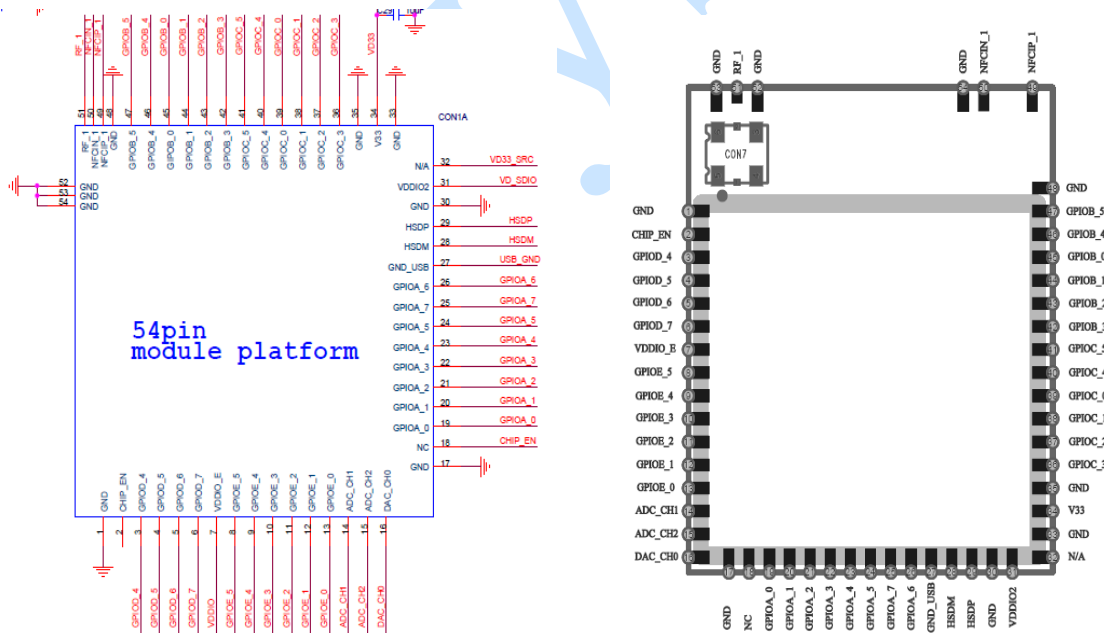 RF_1
NFCIN_1
NFCIP_1
GPIOB_5
GPIOB_4
GPIOB_0
GPIOB_1
GPIOB_2
GPIOB_3
GPIOC_5
GPIOC_4
GPIOC_0
GPIOC_1
GPIOC_2
GPIOC_3
VD33
51
50
49
48
47
46
45
44
43
42
41
40
39
38
37
36
35
34
33
CON1A
RF_1
NFCIN_1
NFCIP_1
GND
GPIOB_5
GPIOB_4
GIPOB_0
GPIOB_1
GPIOB_2
GPIOB_3
GPIOC_5
GPIOC_4
GPIOC_0
GPIOC_1
GPIOC_2
GPIOC_3
GND
V33
GND
52 GND
53 GND
54 GND
N/A 32 VD33_SRC
VDDIO2 31 VD_SDIO
GND 30
HSDP 29 HSDP
HSDM 28 HSDM
GND_USB 27 USB_GND
GPIOA_6 26 GPIOA_6
GPIOA_7 25 GPIOA_7
GPIOA_5 24 GPIOA_5
GPIOA_4 23 GPIOA_4
GPIOA_3 22 GPIOA_3
GPIOA_2 21 GPIOA_2
GPIOA_1 20 GPIOA_1
GPIOA_0 19 GPIOA_0
NC 18 CHIP_EN
GND 17
54pin
module platform
GND
CHIP_EN
GPIOD_4
GPIOD_5
GPIOD_6
GPIOD_7
VDDIO_E
GPIOE_5
GPIOE_4
GPIOE_3
GPIOE_2
GPIOE_1
GPIOE_0
ADC_CH1
ADC_CH2
DAC_CH0
1
2
3
4
5
6
7
8
9
10
11
12
13
14
15
16
GPIOD_4
GPIOD_5
GPIOD_6
GPIOD_7
VDDIO
GPIOE_5
GPIOE_4
GPIOE_3
GPIOE_2
GPIOE_1
GPIOE_0
ADC_CH1
ADC_CH2
DAC_CH0
GND
RF_1
GND
GND
NFCIN_1
NFCIP_1
CON7
GND
CHIP_EN
GPIOD_4
GPIOD_5
GPIOD_6
GPIOD_7
VDDIO_E
GPIOE_5
GPIOE_4
GPIOE_3
GPIOE_2
GPIOE_1
GPIOE_0
ADC_CH1
ADC_CH2
DAC_CH0
GND
GPIOB_5
GPIOB_4
GPIOB_0
GPIOB_1
GPIOB_2
GPIOB_3
GPIOC_5
GPIOC_4
GPIOC_0
GPIOC_1
GPIOC_2
GPIOC_3
GND
V33
GND
N/A
GND
NC
GPIOA_0
GPIOA_1
GPIOA_2
GPIOA_3
GPIOA_4
GPIOA_5
GPIOA_7
GPIOA_6
GND_USB
HSDM
HSDP
GND
VDDIO2